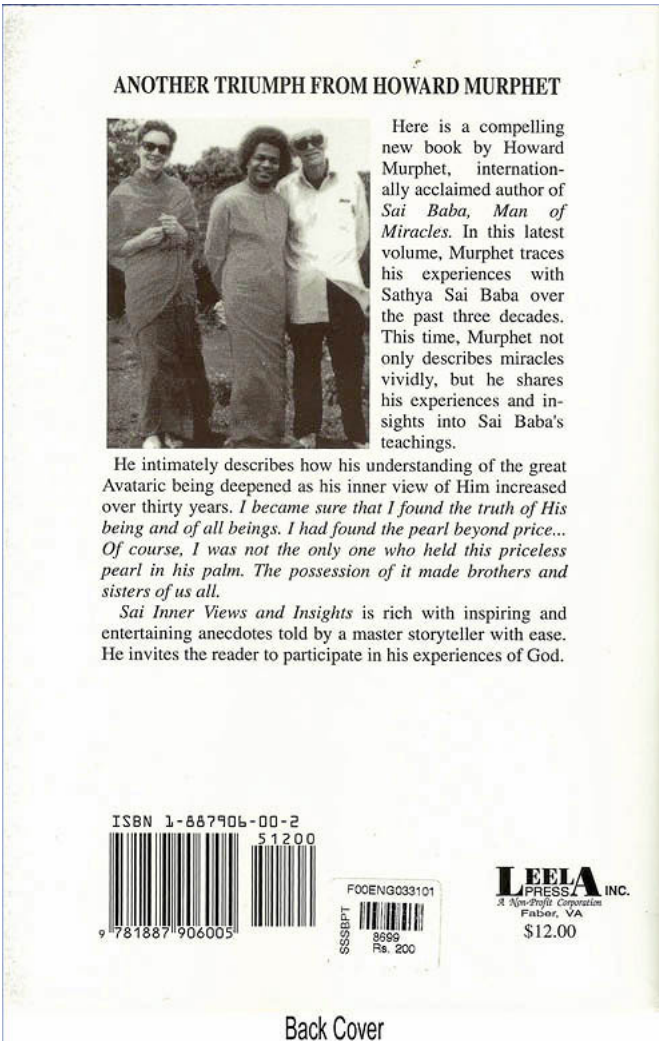 ANOTHER TRIUMPH FROM HOWARD MURPHET
Here is a compelling
new book by Howard
Murphet, internation-
ally acclaimed author of
Sai Baba, Man of
Miracles. In this latest
volume, Murphet traces
his experiences with
Sathya Sai Baba over
the past three decades.
This time, Murphet not
only describes miracles
vividly, but he shares
his experiences and in-
sights into Sai Baba's
teachings.
He intimately describes how his understanding of the great
Avataric being deepened as his inner view of Him increased
over thirty years. I became sure that I found the truth of His
being and of all beings. I had found the pearl beyond price...
Of course, I was not the only one who held this priceless
pearl in his palm. The possession of it made brothers and
sisters of us all.
Sai Inner Views and Insights is rich with inspiring and
entertaining anecdotes told by a master storyteller with ease.
He invites the reader to participate in his experiences of God.
ISBN 1-887906-00-2
51200
9 781887 906005
F00ENG033101
SSSBPT
8699
Rs. 200
LEELA
PRESS INC.
A Non-Profit Corporation
Faber, VA
$12.00
Back Cover